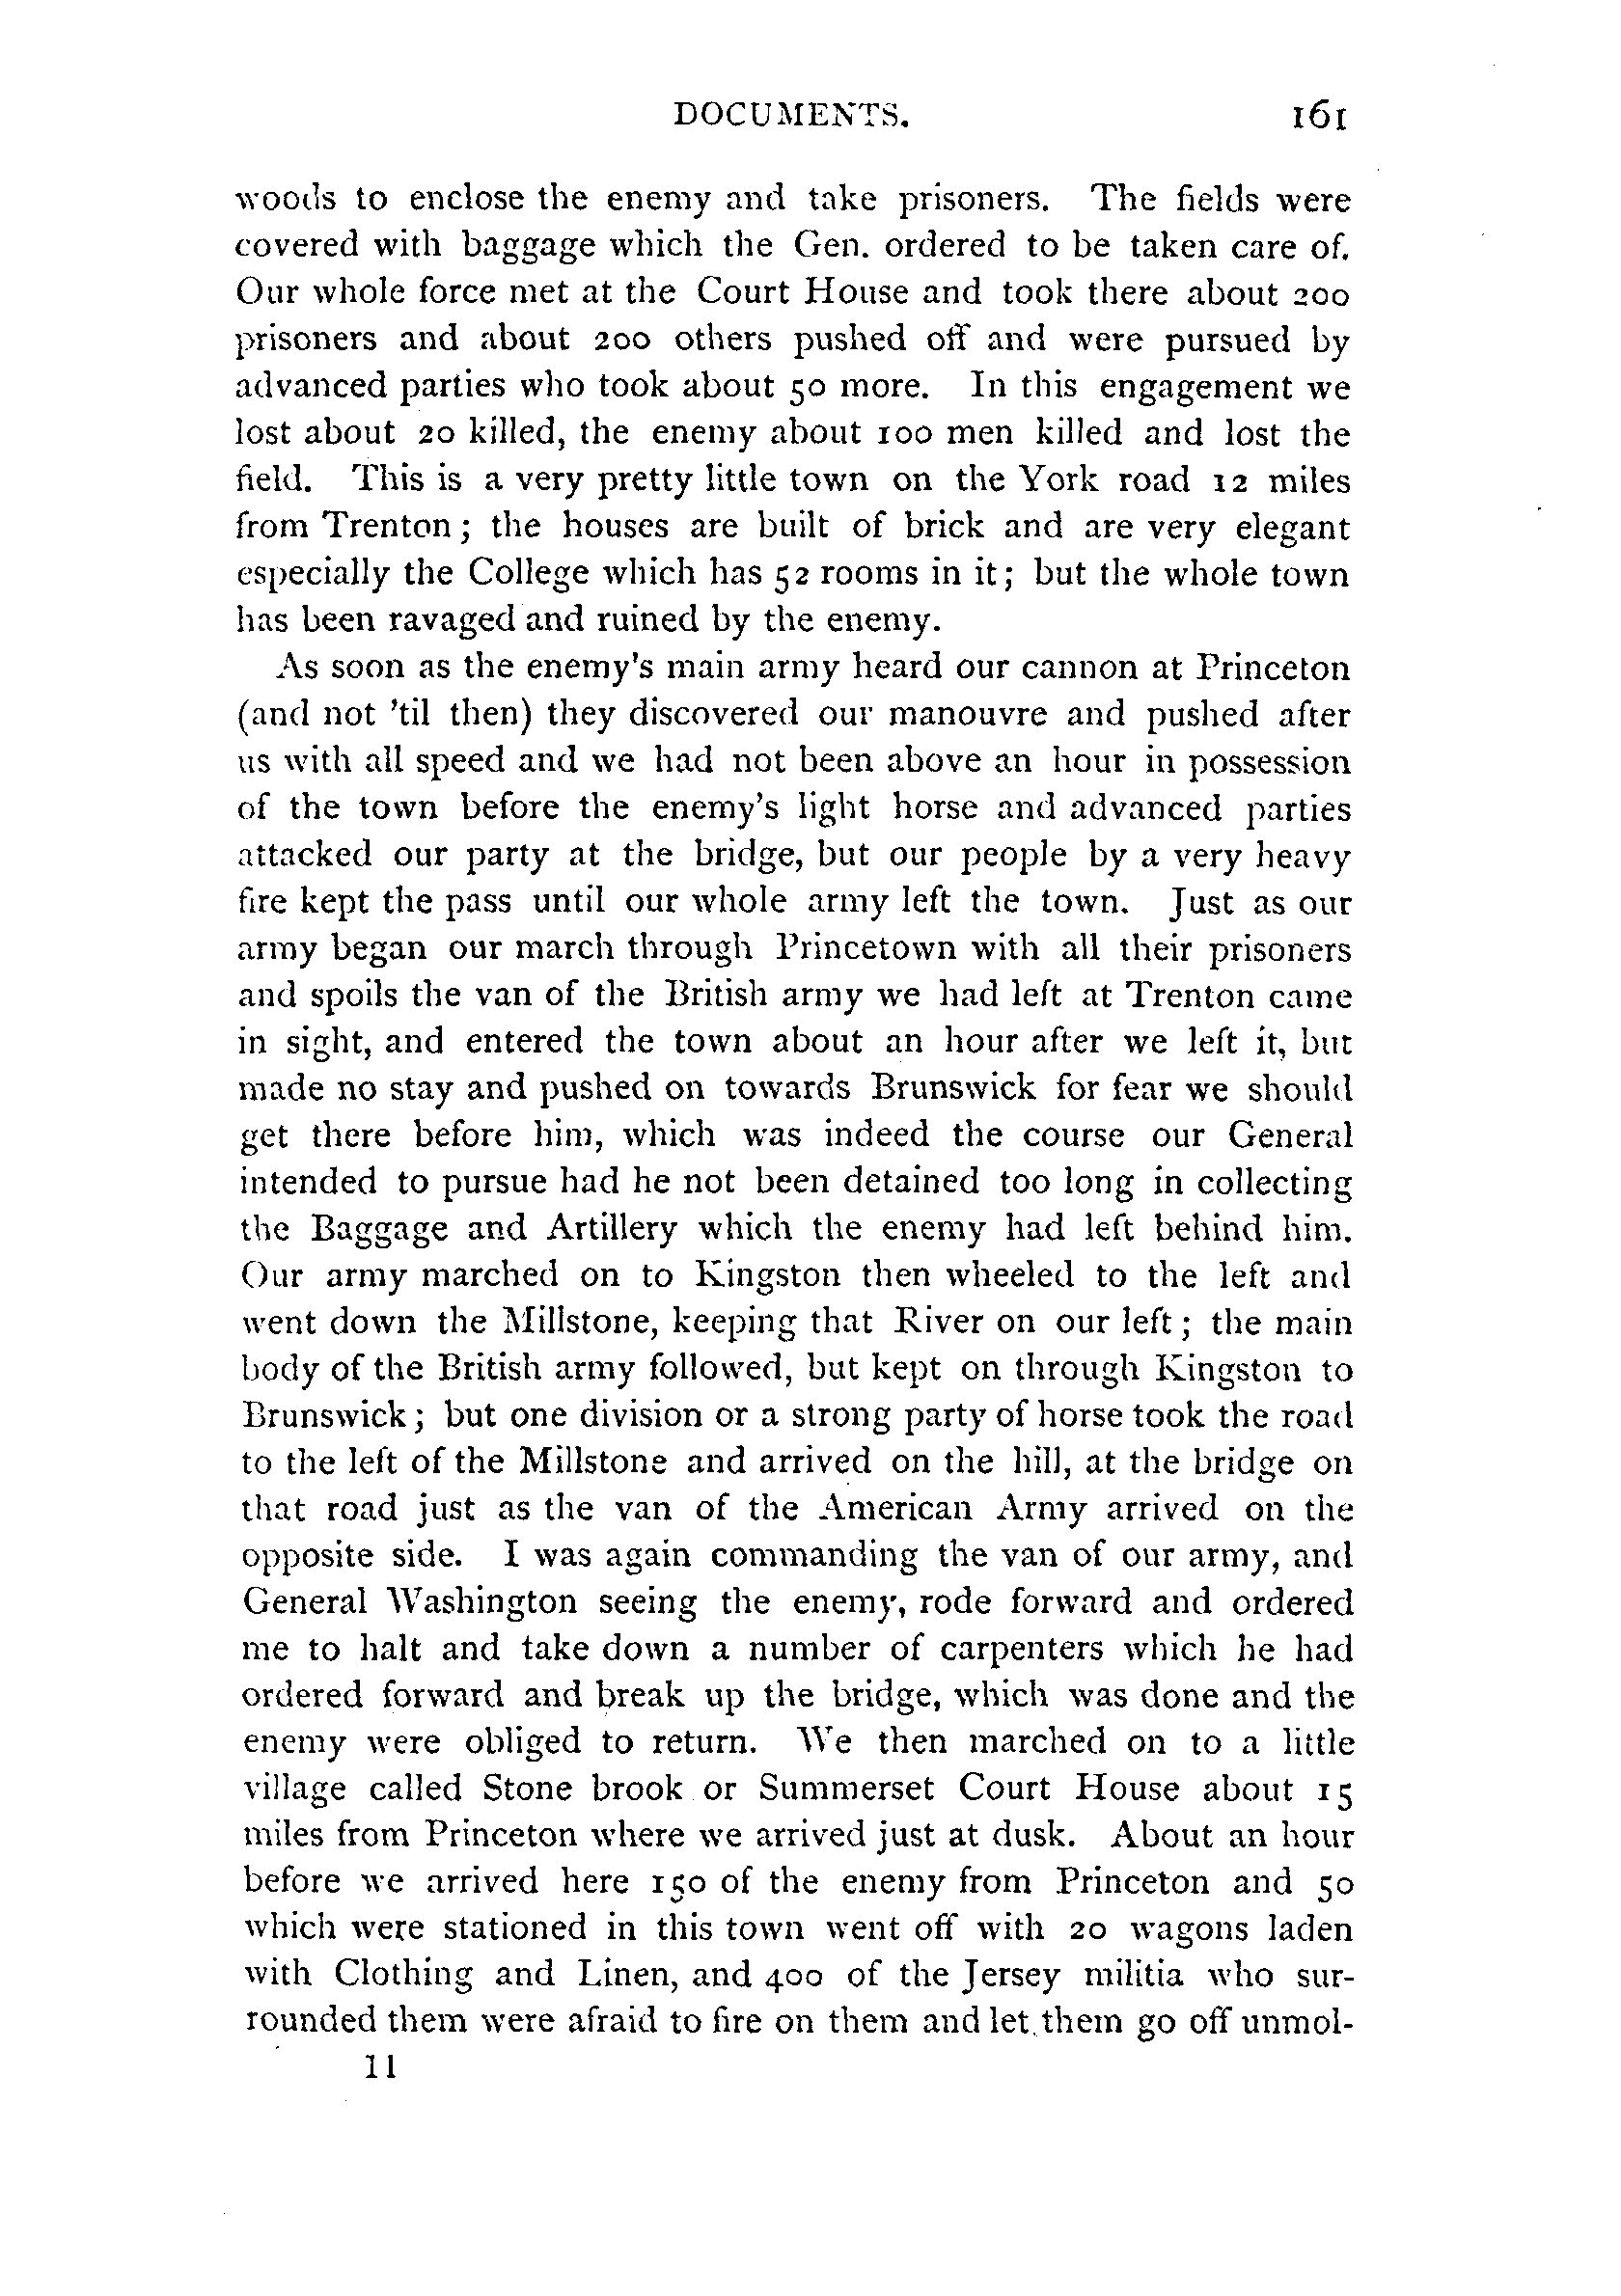 DOCUMENTS. 161
woods to enclose the enemy and take prisoners. The fields were
covered with baggage which the Gen. ordered to be taken care of.
Our whole force met at the Court House and took there about 200
prisoners and about 200 others pushed off and were pursued by
advanced parties who took about 50 more. In this engagement we
lost about 20 killed, the enemy about 100 men killed and lost the
field. This is a very pretty little town on the York road 12 miles
from Trenton; the houses are built of brick and are very elegant
especially the College which has 52 rooms in it; but the whole town
has been ravaged and ruined by the enemy.
As soon as the enemy's main army heard our cannon at Princeton
(and not 'til then) they discovered our manouvre and pushed after
us with all speed and we had not been above an hour in possession
of the town before the enemy's light horse and advanced parties
attacked our party at the bridge, but our people by a very heavy
fire kept the pass until our whole army left the town. Just as our
army began our march through Princetown with all their prisoners
and spoils the van of the British army we had left at Trenton came
in sight, and entered the town about an hour after we left it, but
made no stay and pushed on towards Brunswick for fear we should
get there before him, which was indeed the course our General
intended to pursue had he not been detained too long in collecting
the Baggage and Artillery which the enemy had left behind him.
Our army marched on to Kingston then wheeled to the left and
went down the Millstone, keeping that River on our left; the main
body of the British army followed, but kept on through Kingston to
Brunswick; but one division or a strong party of horse took the road
to the left of the Millstone and arrived on the hill, at the bridge on
that road just as the van of the American Army arrived on the
opposite side. I was again commanding the van of our army, and
General Washington seeing the enemy, rode forward and ordered
me to halt and take down a number of carpenters which he had
ordered forward and break up the bridge, which was done and the
enemy were obliged to return. We then marched on to a little
village called Stone brook or Summerset Court House about 15
miles from Princeton where we arrived just at dusk. About an hour
before we arrived here 150 of the enemy from Princeton and 50
which were stationed in this town went off with 20 wagons laden
with Clothing and Linen, and 400 of the Jersey militia who sur-
rounded them were afraid to fire on them and let them go off unmol-
11